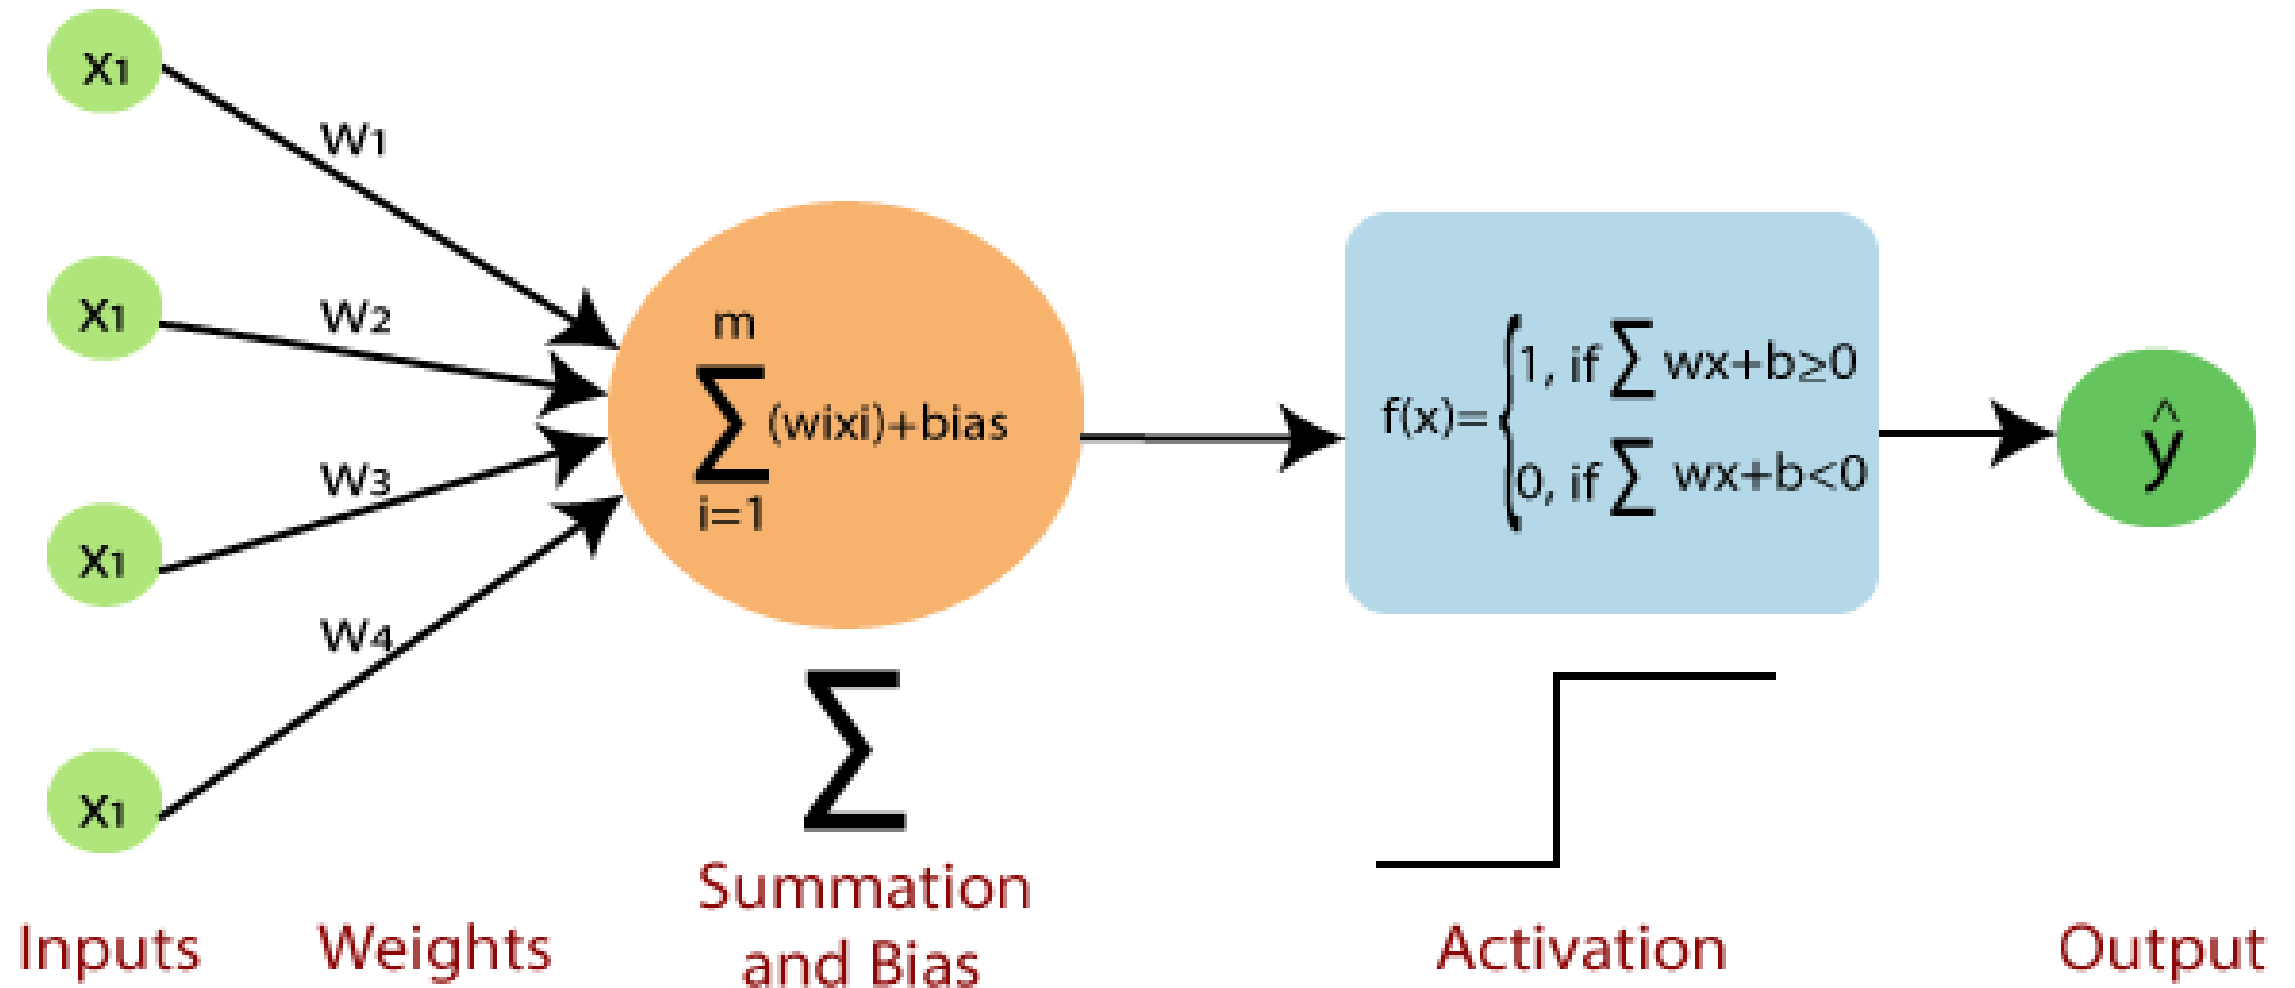 x1
w1
x1
w2
x1
w3
x1
w4
m
∑(wixi)+bias
i=1
∑
f(x)={1, if ∑ wx+b≥0
0, if ∑ wx+b<0
ŷ
Inputs
Weights
Summation
and Bias
Activation
Output